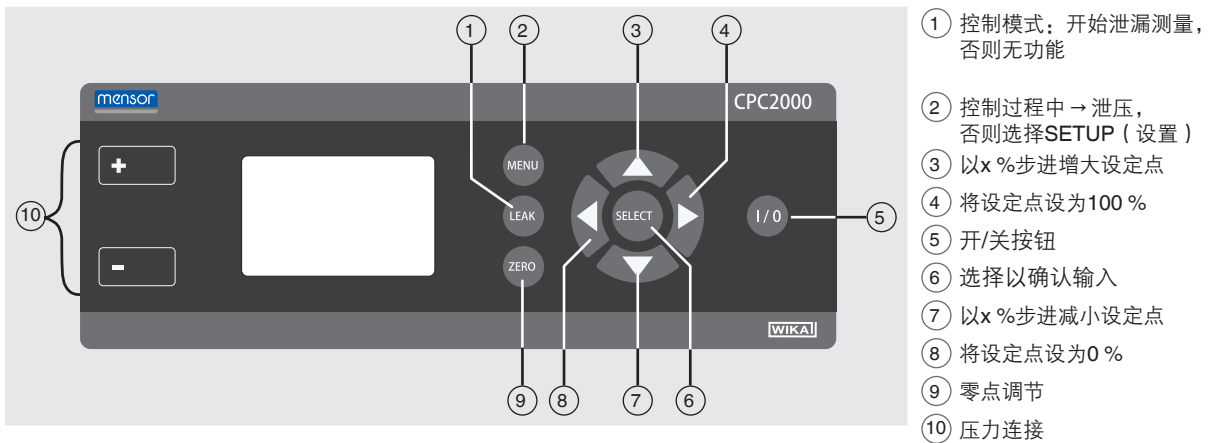 1 2 3 4
mensor
CPC2000
+
MENU
10
LEAK
SELECT
I / 0
5
-
ZERO
WIKAI
9 8 7 6
1 控制模式：开始泄漏测量，
否则无功能
2 控制过程中 → 泄压，
否则选择SETUP（设置）
3 以x %步进增大设定点
4 将设定点设为100 %
5 开/关按钮
6 选择以确认输入
7 以x %步进减小设定点
8 将设定点设为0 %
9 零点调节
10 压力连接